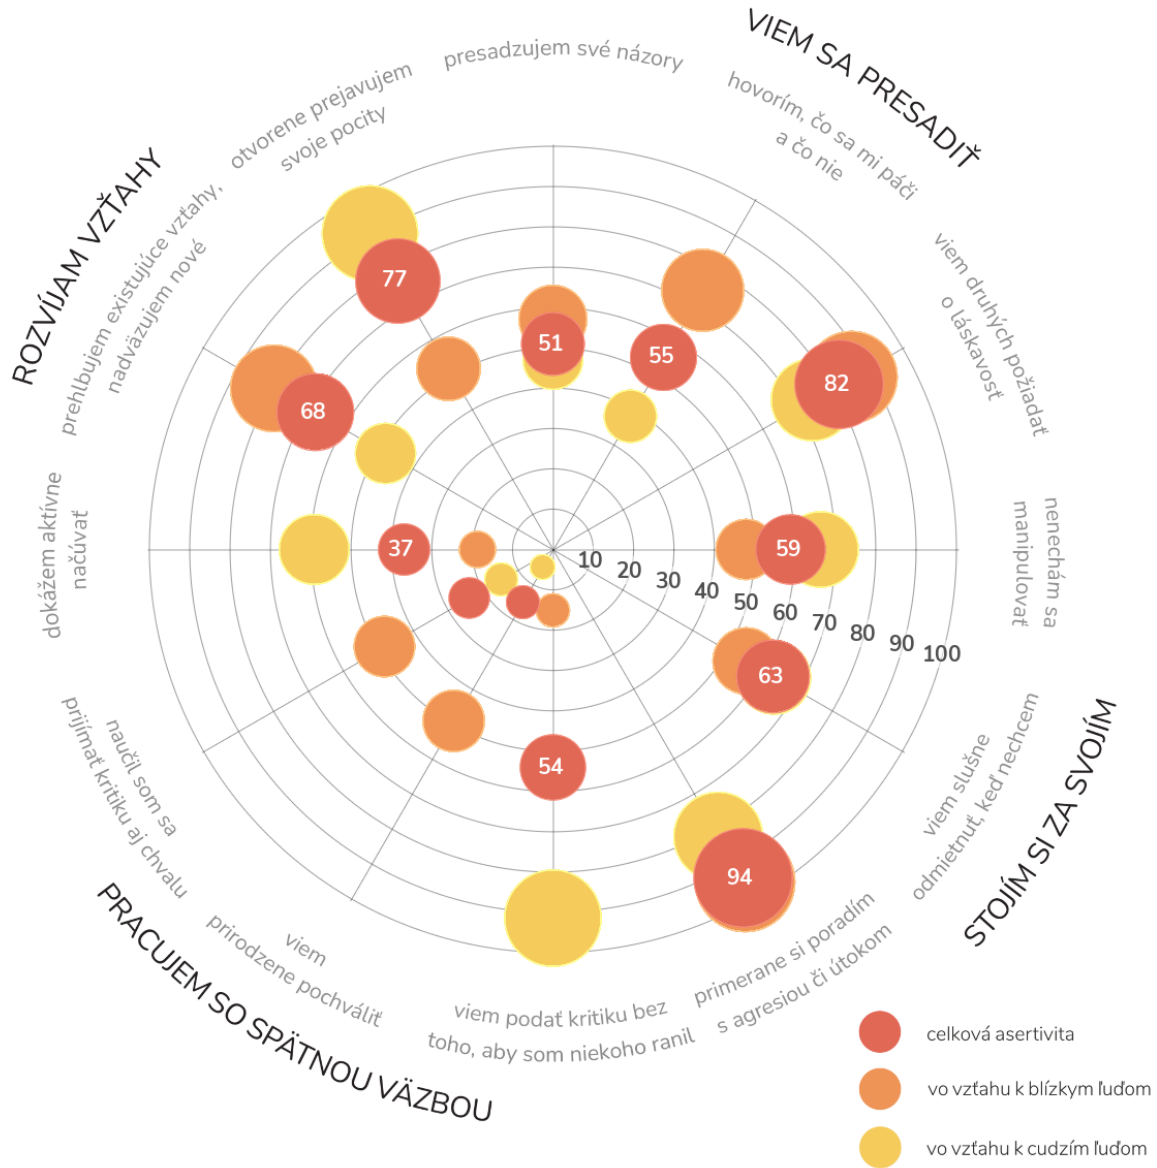 VIEM SA PRESADIŤ
presadzujem své názory
hovorím, čo sa mi páči
a čo nie
viem druhých požiadať
o láskavosť
STOJÍM SI ZA SVOJÍM
nenechám sa
manipulovať
viem slušne
odmietnuť, keď nechcem
primerane si poradím
s agresiou či útokom
PRACUJEM SO SPÄTNOU VÄZBOU
viem podať kritiku bez
toho, aby som niekoho ranil
viem
prirodzene pochváliť
naučil som sa
prijímať kritiku aj chvalu
ROZVÍJAM VZŤAHY
dokážem aktívne
načúvať
prehlbujem existujúce vzťahy,
nadväzujem nové
otvorene prejavujem
svoje pocity
77
51
55
82
68
37
59
63
54
94
10
20
30
40
50
60
70
80
90
100
celková asertivita
vo vzťahu k blízkym ľuďom
vo vzťahu k cudzím ľuďom